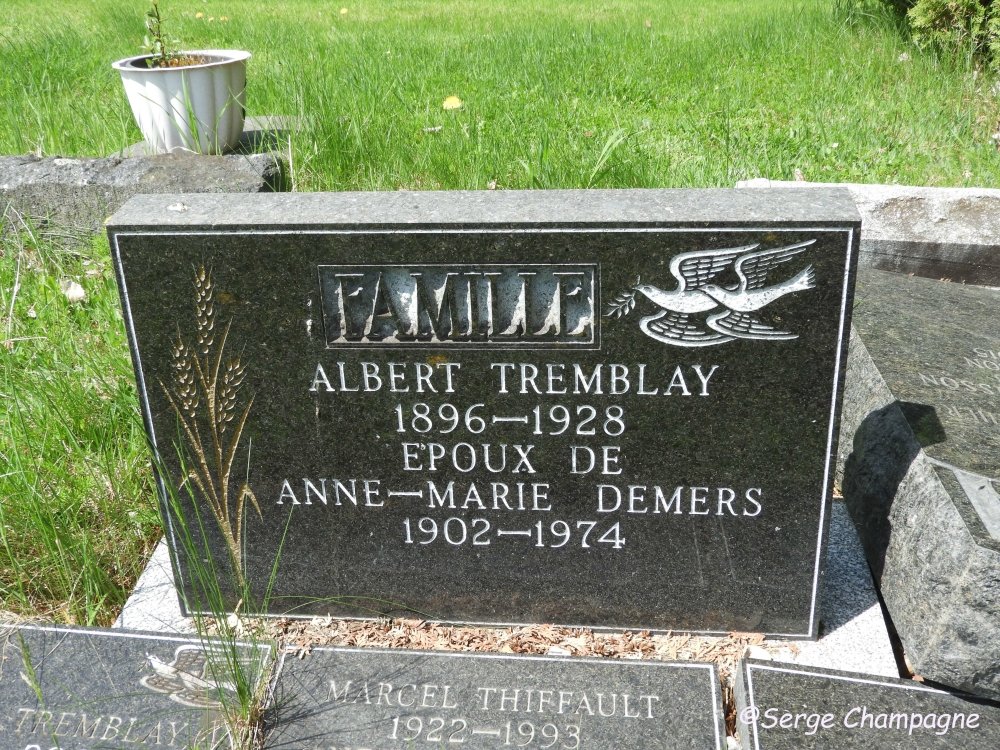 FAMILLE
ALBERT TREMBLAY
1896—1928
EPOUX DE
ANNE—MARIE DEMERS
1902—1974
TREMBLAY
MARCEL THIFFAULT
1922—1993
©Serge Champagne